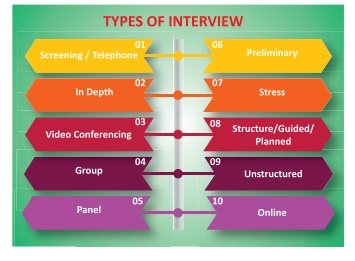 TYPES OF INTERVIEW
01
Screening / Telephone
02
In Depth
03
Video Conferencing
04
Group
05
Panel
06
Preliminary
07
Stress
08
Structure/Guided/
Planned
09
Unstructured
10
Online